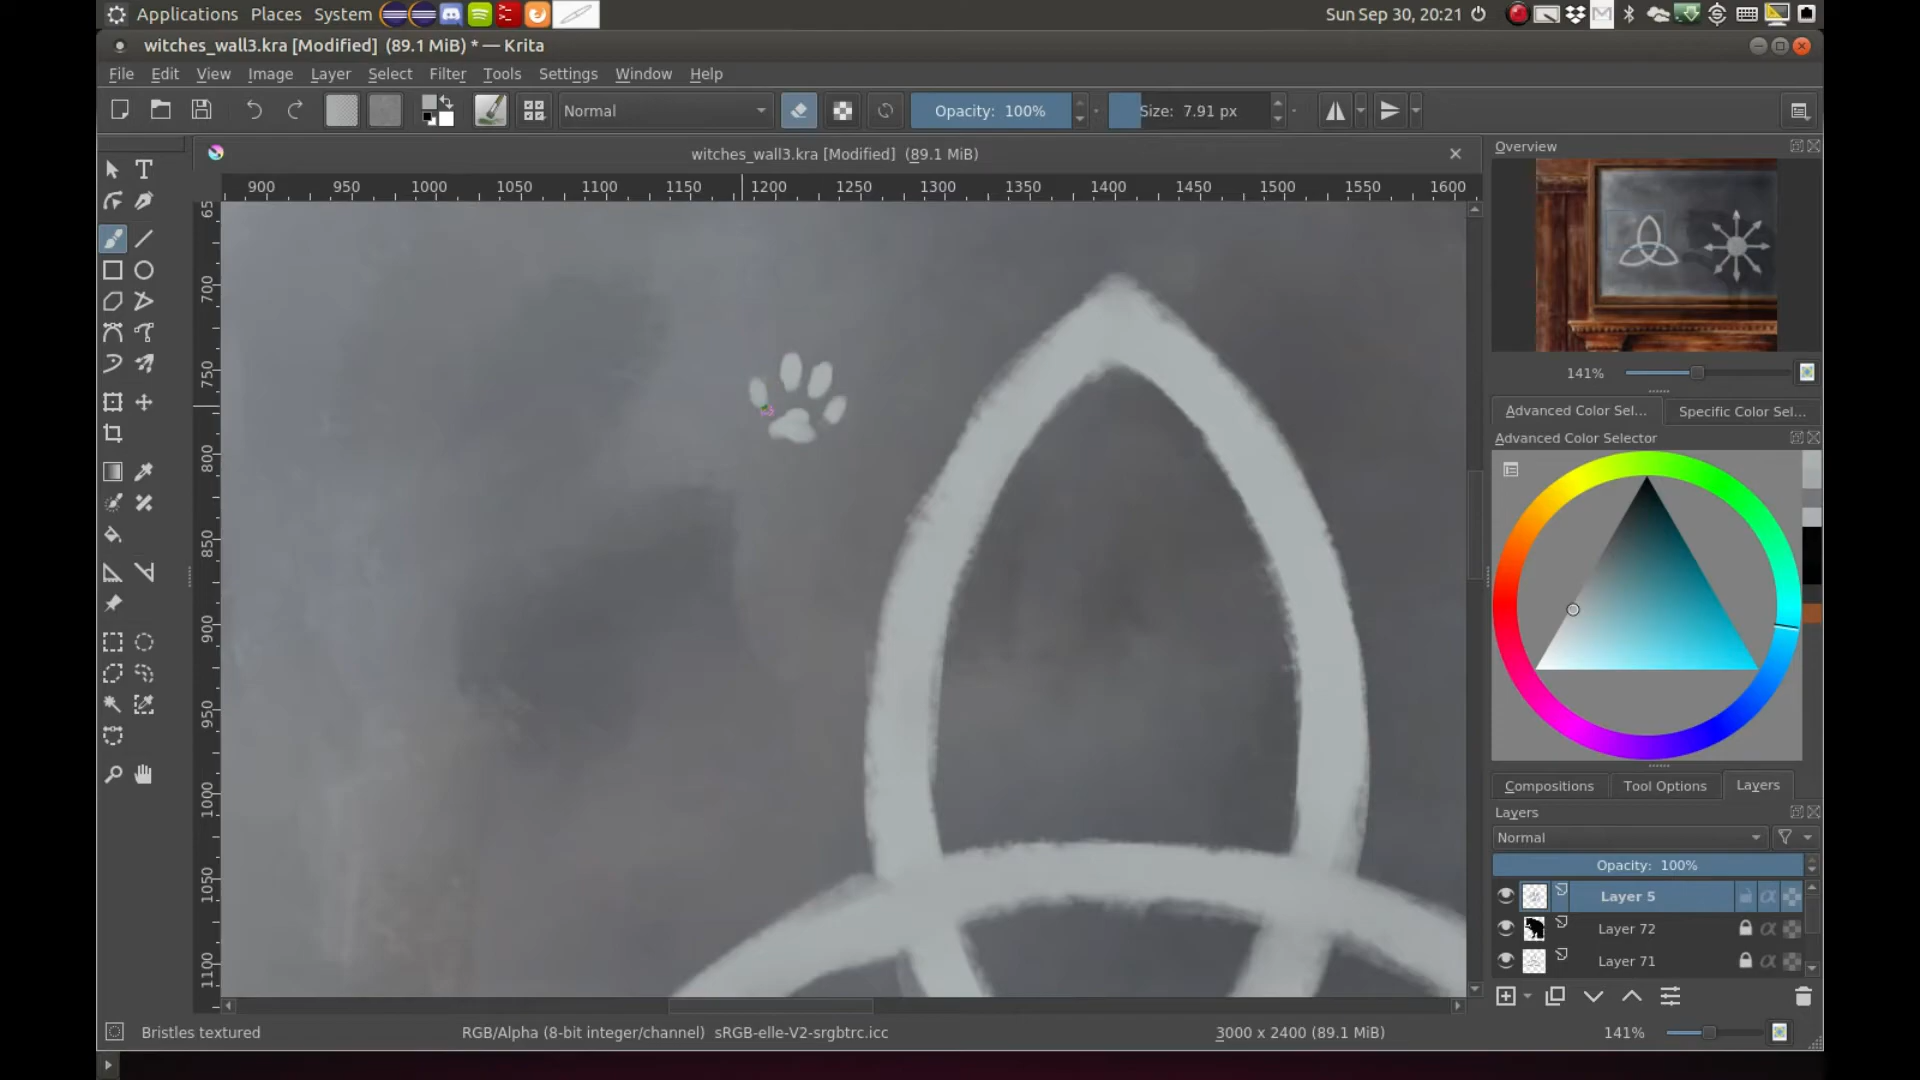 Applications Places System
Sun Sep 30, 20:21
witches_wall3.kra [Modified] (89.1 MiB) * — Krita
File Edit View Image Layer Select Filter Tools Settings Window Help
Normal
Opacity: 100%
Size: 7.91 px
witches_wall3.kra [Modified] (89.1 MiB)
900 950 1000 1050 1100 1150 1200 1250 1300 1350 1400 1450 1500 1550 1600
65
700
750
800
850
900
950
1000
1050
1100
Overview
141%
Advanced Color Sel... Specific Color Sel...
Advanced Color Selector
Compositions Tool Options Layers
Layers
Normal
Opacity: 100%
Layer 5
Layer 72
Layer 71
Bristles textured
RGB/Alpha (8-bit integer/channel) sRGB-elle-V2-srgbtrc.icc
3000 x 2400 (89.1 MiB)
141%